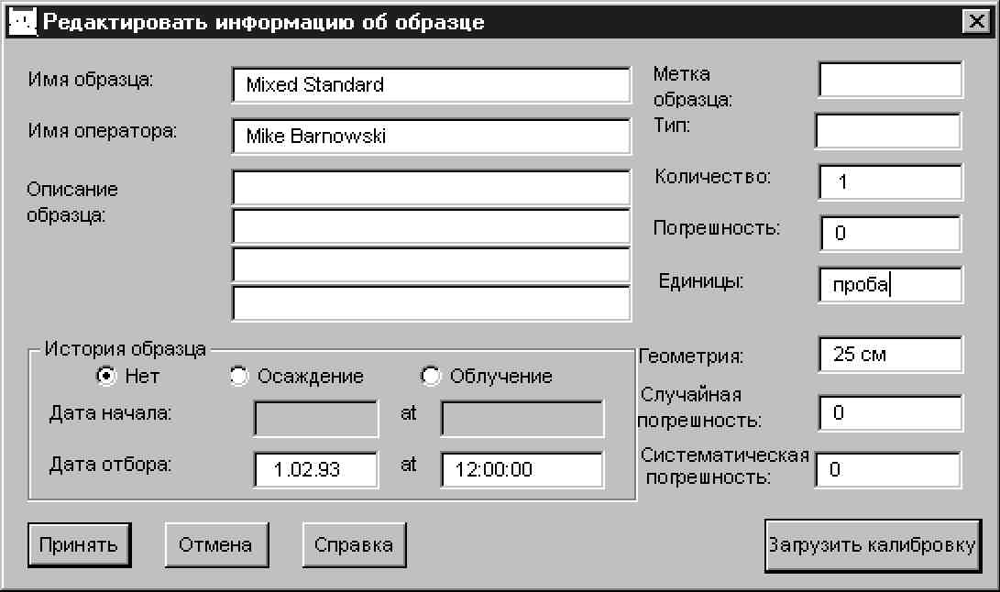 Редактировать информацию об образце
Имя образца: Mixed Standard
Имя оператора: Mike Barnowski
Описание
образца:
Метка
образца:
Тип:
Количество: 1
Погрешность: 0
Единицы: проба
История образца
Нет Осаждение Облучение
Дата начала: at
Дата отбора: 1.02.93 at 12:00:00
Геометрия: 25 см
Случайная
погрешность: 0
Систематическая
погрешность: 0
Принять Отмена Справка Загрузить калибровку